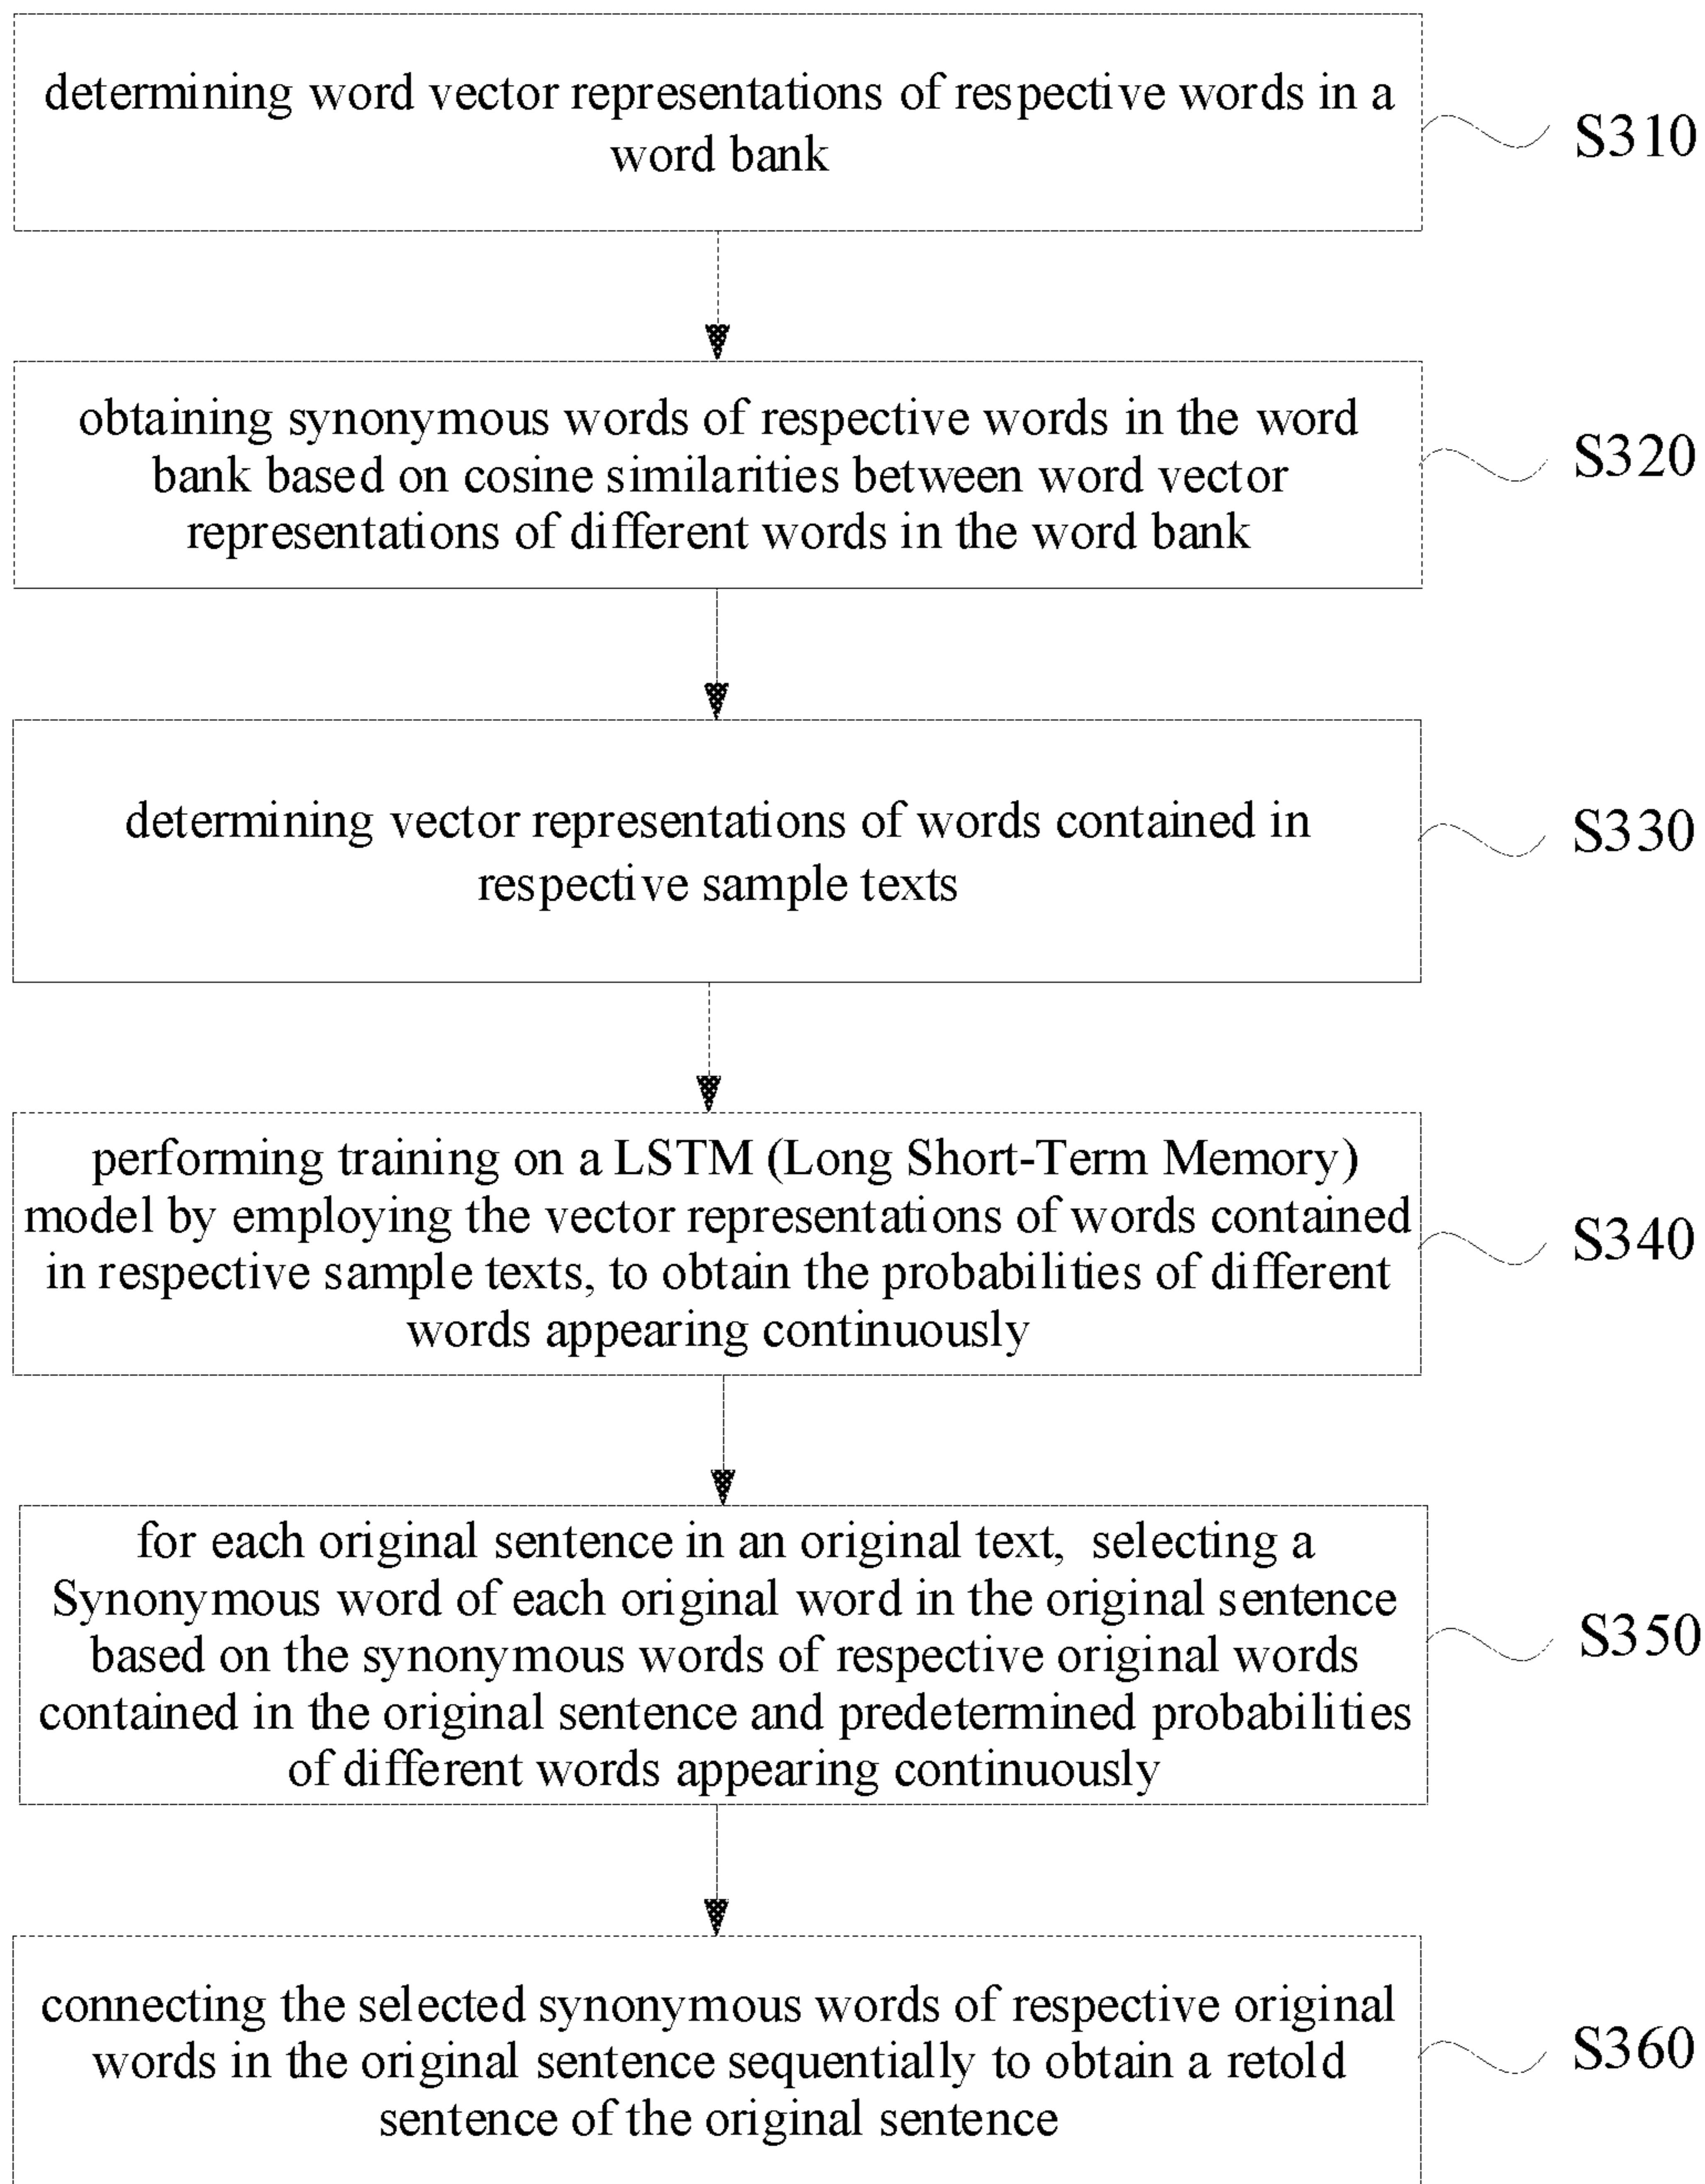 determining word vector representations of respective words in a
word bank
S310
obtaining synonymous words of respective words in the word
bank based on cosine similarities between word vector
representations of different words in the word bank
S320
determining vector representations of words contained in
respective sample texts
S330
performing training on a LSTM (Long Short-Term Memory)
model by employing the vector representations of words contained
in respective sample texts, to obtain the probabilities of different
words appearing continuously
S340
for each original sentence in an original text, selecting a
Synonymous word of each original word in the original sentence
based on the synonymous words of respective original words
contained in the original sentence and predetermined probabilities
of different words appearing continuously
S350
connecting the selected synonymous words of respective original
words in the original sentence sequentially to obtain a retold
sentence of the original sentence
S360